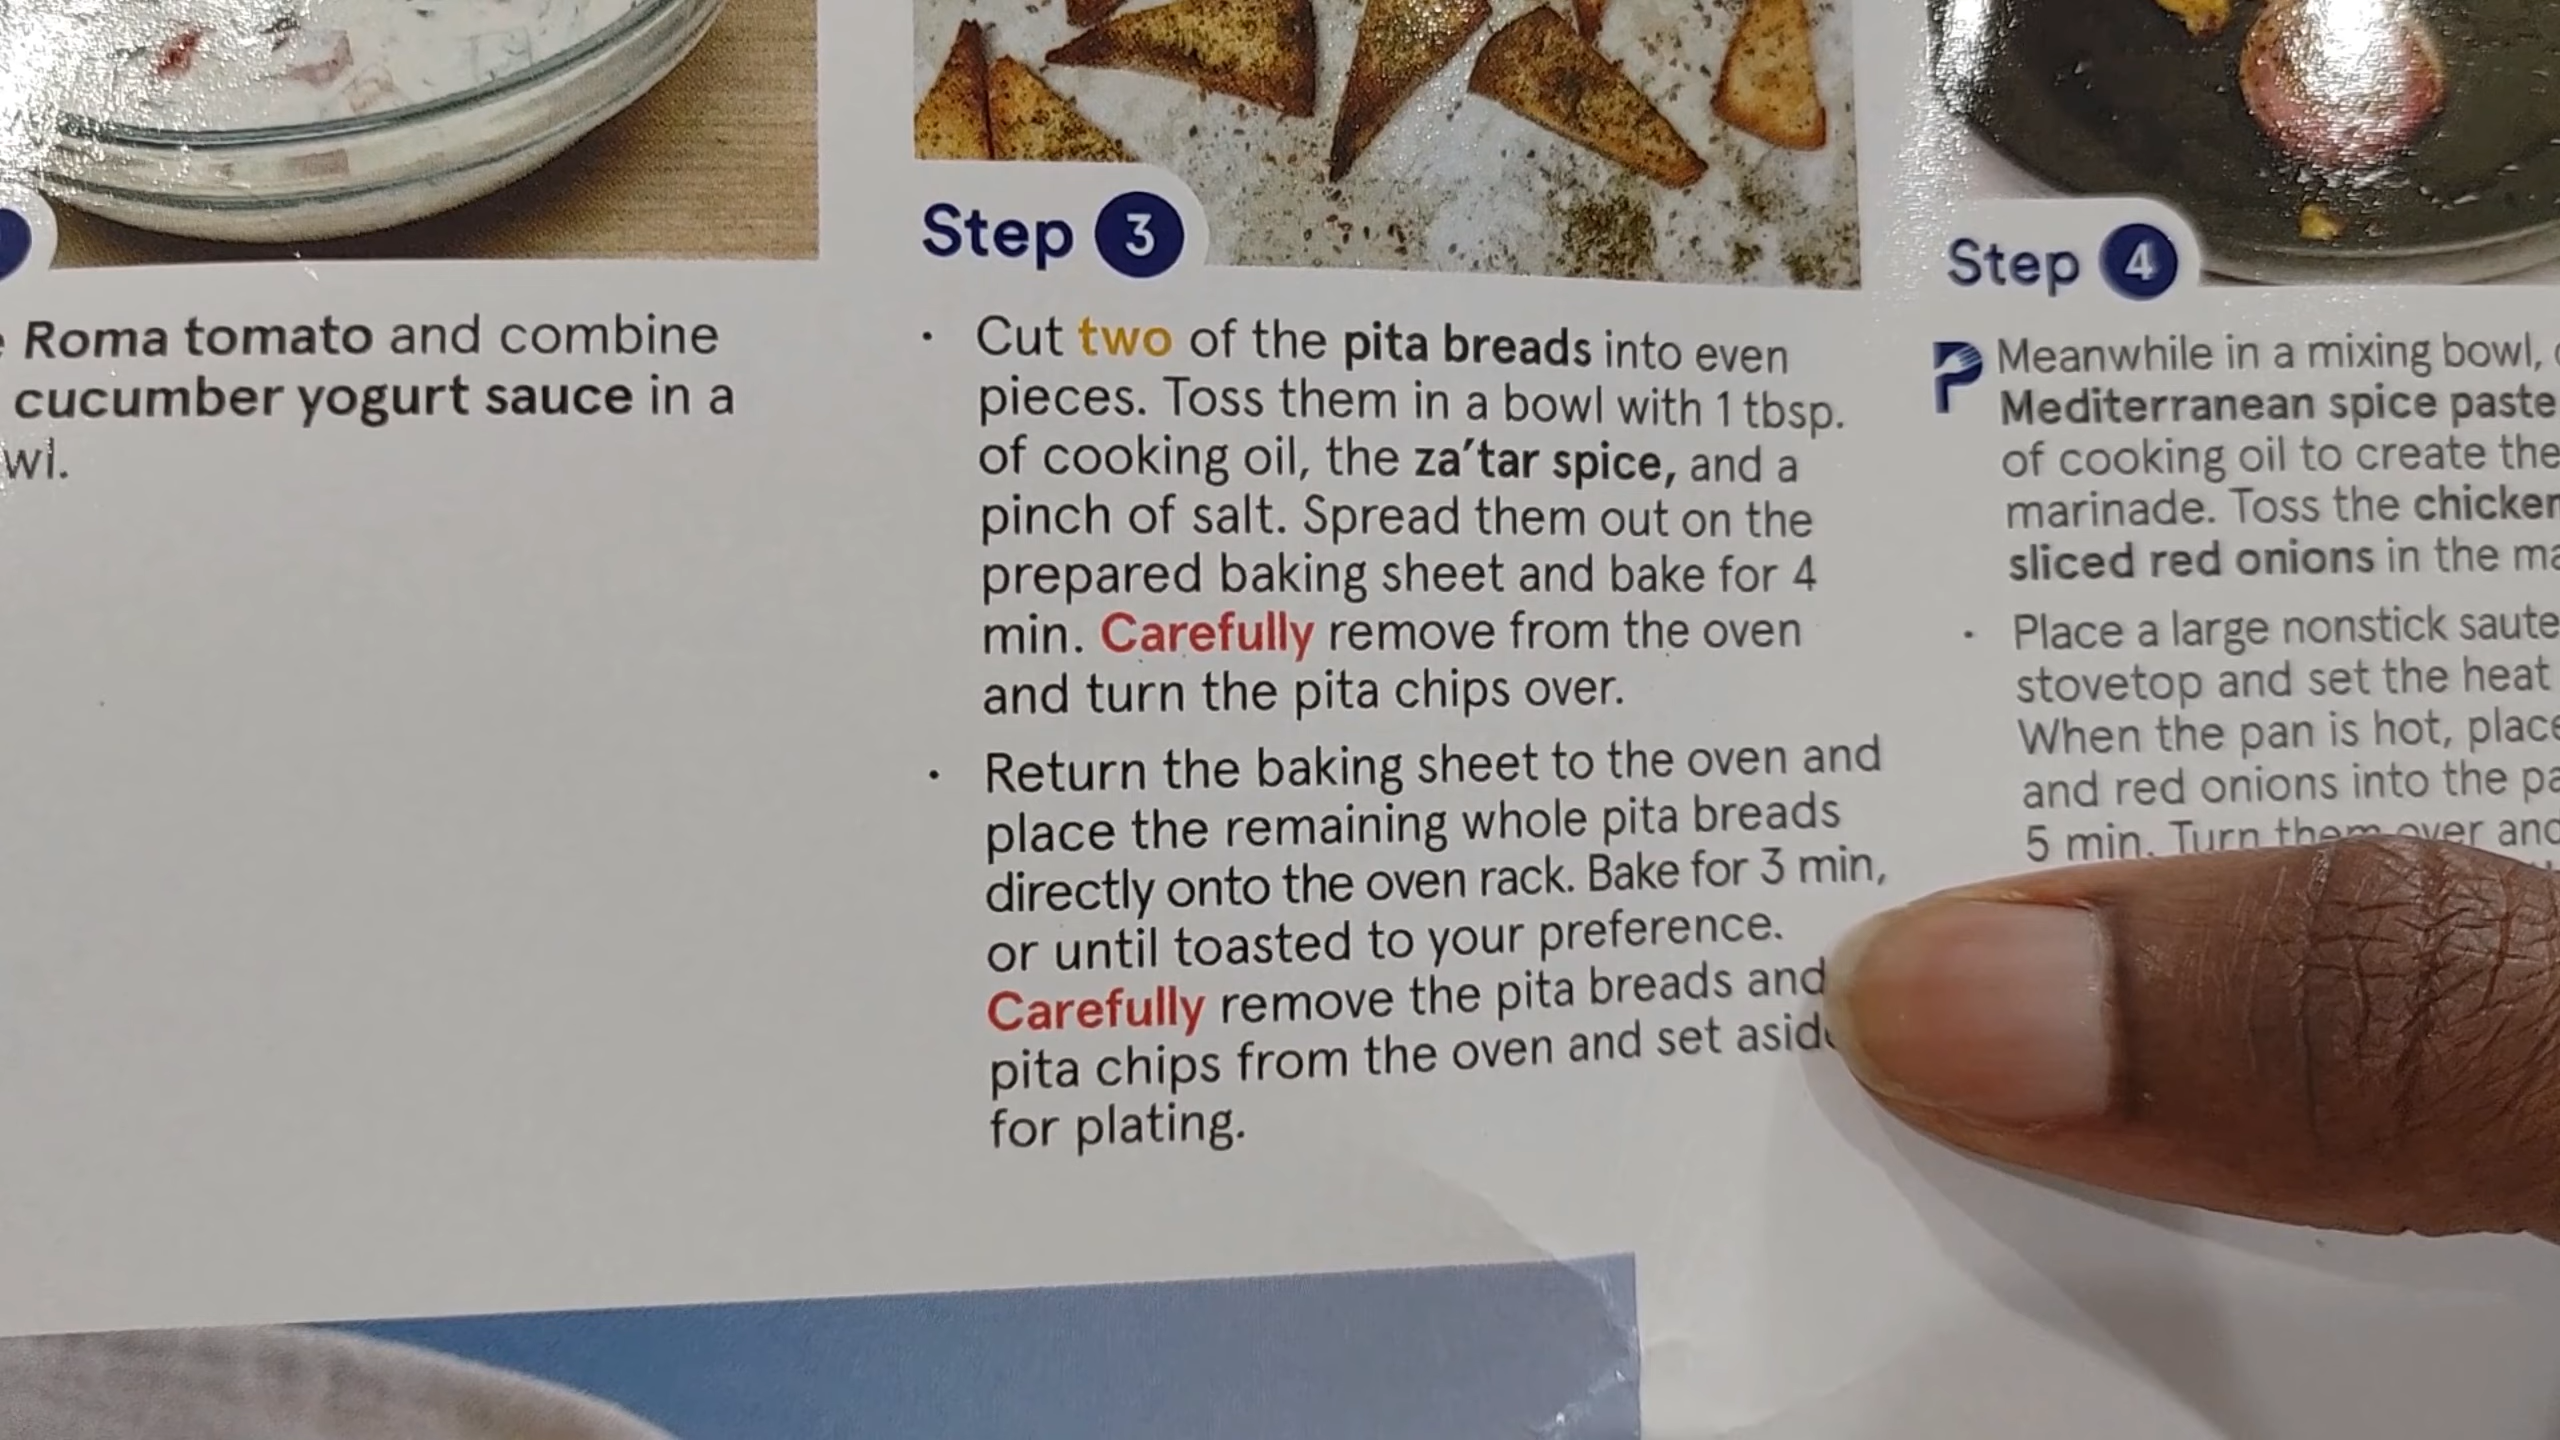 Roma tomato and combine
cucumber yogurt sauce in a
Step 3
Cut two of the pita breads into even
pieces. Toss them in a bowl with 1 tbsp.
of cooking oil, the za'tar spice, and a
pinch of salt. Spread them out on the
prepared baking sheet and bake for 4
min. Carefully remove from the oven
and turn the pita chips over.
Return the baking sheet to the oven and
place the remaining whole pita breads
directly onto the oven rack. Bake for 3 min,
or until toasted to your preference.
Carefully remove the pita breads and
pita chips from the oven and set
for plating.
Step 4
Meanwhile in a mixing bowl,
Mediterranean spice paste
of cooking oil to create the
marinade. Toss the chicken
sliced red onions in the
Place a large nonstick saute
stovetop and set the heat
When the pan is hot, place
and red onions into the
5 min. Turn them over and